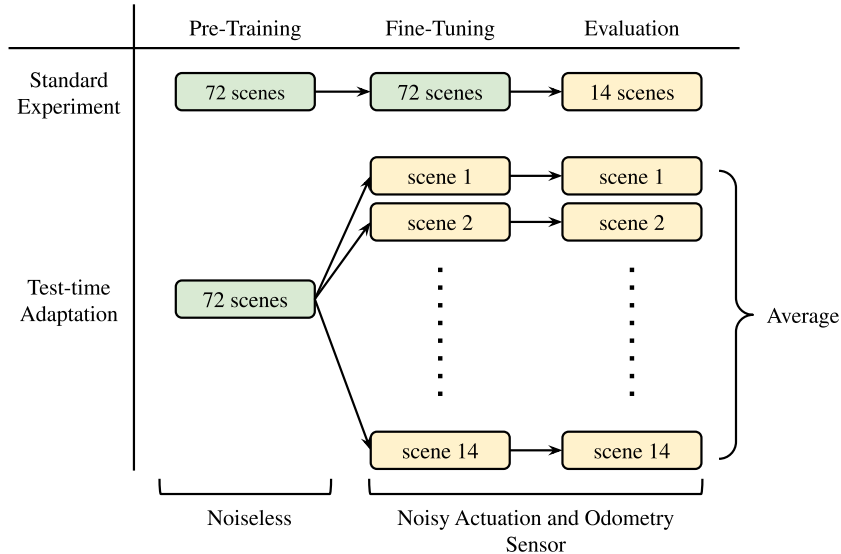 Pre-Training Fine-Tuning Evaluation
Standard
Experiment
72 scenes 72 scenes 14 scenes
scene 1 scene 1
scene 2 scene 2
Test-time
Adaptation
72 scenes
Average
scene 14 scene 14
Noiseless
Noisy Actuation and Odometry
Sensor